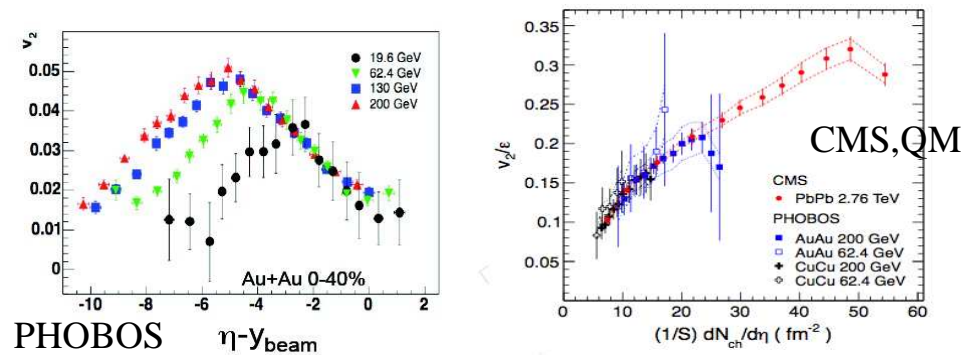 v2
0.05
0.04
0.03
0.02
0.01
0
19.6 GeV
62.4 GeV
130 GeV
200 GeV
Au+Au 0-40%
-10 -8 -6 -4 -2 0 2
PHOBOS η-ybeam
v2/ε
0.35
0.3
0.25
0.2
0.15
0.1
0.05
CMS,QM
CMS
PbPb 2.76 TeV
PHOBOS
AuAu 200 GeV
AuAu 62.4 GeV
CuCu 200 GeV
CuCu 62.4 GeV
0 10 20 30 40 50 60
(1/S) dNch/dη ( fm-2)